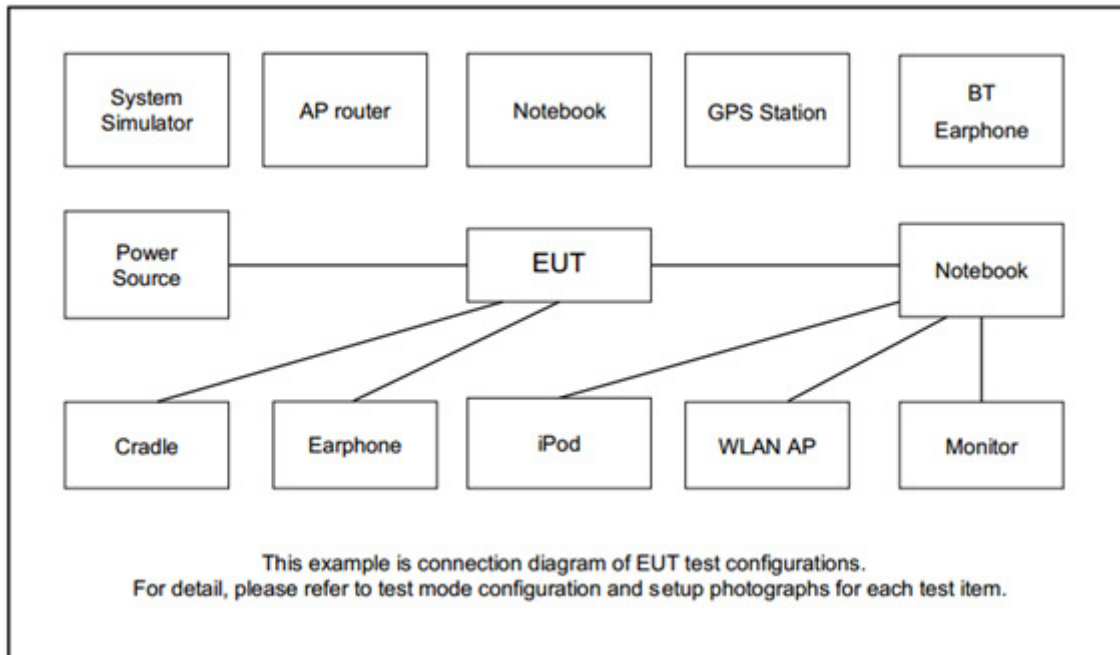 System
Simulator
AP router
Notebook
GPS Station
BT
Earphone
Power
Source
EUT
Notebook
Cradle
Earphone
iPod
WLAN AP
Monitor
This example is connection diagram of EUT test configurations.
For detail, please refer to test mode configuration and setup photographs for each test item.